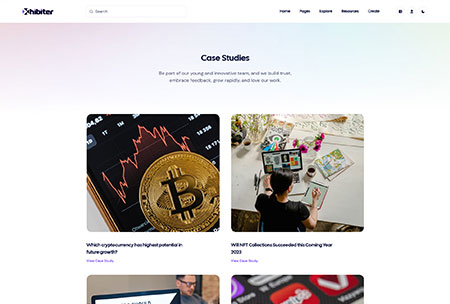 Xhibiter
Search
Home Pages Explore Resources Create
Case Studies
Be part of our young and innovative team, and we build trust,
embrace feedback, grow rapidly, and love our work.
Which cryptocurrency has highest potential in
future growth?
View Case Study
Will NFT Collections Succeeded this Coming Year
2023
View Case Study